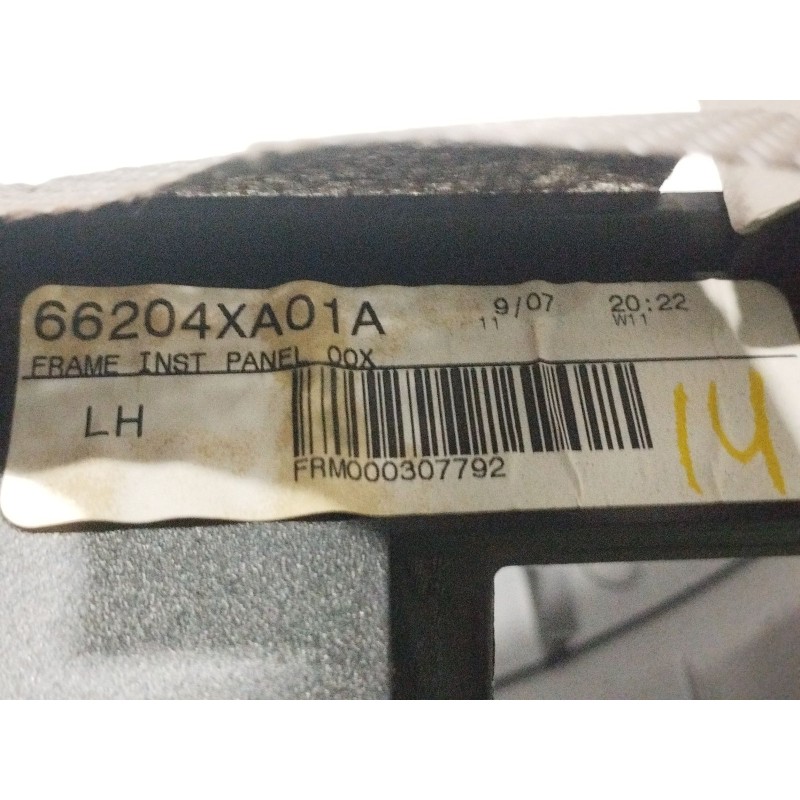 66204XA01A 9/07 20:22
11 W11
FRAME INST PANEL 00X
LH
FRM000307792
14